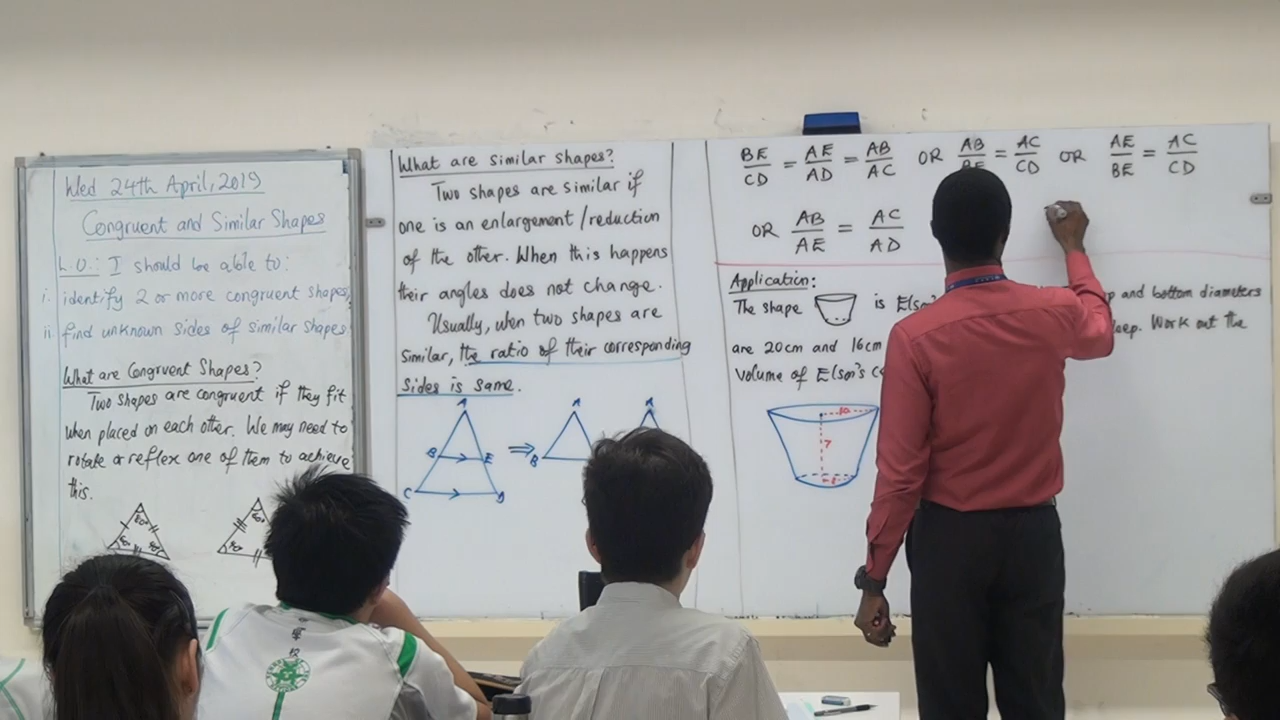 Wed 24th April, 2019
Congruent and Similar Shapes
L.O.: I should be able to:
i. identify 2 or more congruent shapes,
ii. find unknown sides of similar shapes
What are Congruent Shapes?
Two shapes are congruent if they fit
when placed on each other. We may need to
rotate or reflex one of them to achieve
this.
What are similar shapes?
Two shapes are similar if
one is an enlargement/reduction
of the other. When this happens
their angles does not change.
Usually, wen two shapes are
similar, the ratio of their corresponding
sides is same.
A
B E
C D
⇒
A
B
A
BE/CD = AE/AD = AB/AC OR AB/BE = AC/CD OR AE/BE = AC/CD
OR AB/AE = AC/AD
Application:
The shape is Elson's and bottom diameters
are 20cm and 16cm Work out the
Volume of Elson's
10
7
8